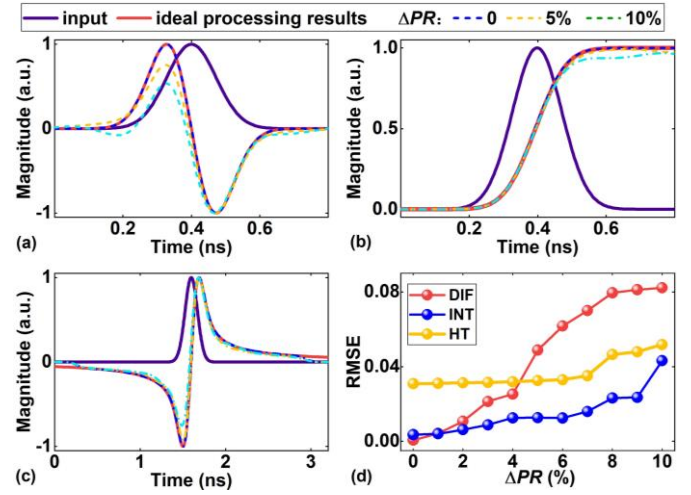 input ideal processing results ΔPR: 0 5% 10%
Magnitude (a.u.)
1
0
-1
0.2 0.4 0.6
(a) Time (ns)
Magnitude (a.u.)
1.0
0.5
0.0
0.2 0.4 0.6
(b) Time (ns)
Magnitude (a.u.)
1
0
-1
0 1 2 3
(c) Time (ns)
RMSE
0.08
0.04
0.00
DIF
INT
HT
0 2 4 6 8 10
(d) ΔPR (%)